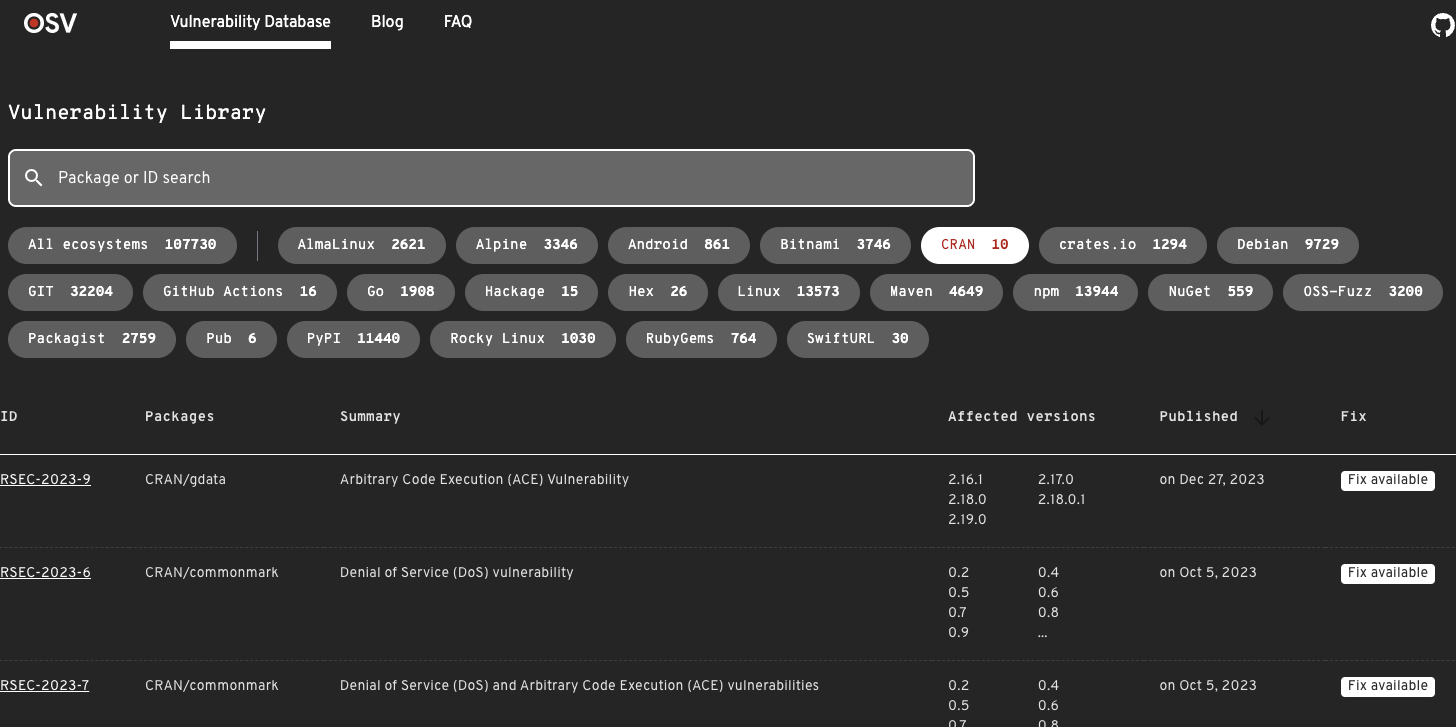 OSV Vulnerability Database Blog FAQ
Vulnerability Library
Package or ID search
All ecosystems 107730 AlmaLinux 2621 Alpine 3346 Android 861 Bitnami 3746 CRAN 10 crates.io 1294 Debian 9729
GIT 32204 GitHub Actions 16 Go 1908 Hackage 15 Hex 26 Linux 13573 Maven 4649 npm 13944 NuGet 559 OSS-Fuzz 3200
Packagist 2759 Pub 6 PyPI 11440 Rocky Linux 1030 RubyGems 764 SwiftURL 30
ID Packages Summary Affected versions Published Fix
RSEC-2023-9 CRAN/gdata Arbitrary Code Execution (ACE) Vulnerability 2.16.1 2.17.0 on Dec 27, 2023 Fix available
2.18.0 2.18.0.1
2.19.0
RSEC-2023-6 CRAN/commonmark Denial of Service (DoS) vulnerability 0.2 0.4 on Oct 5, 2023 Fix available
0.5 0.6
0.7 0.8
0.9 ...
RSEC-2023-7 CRAN/commonmark Denial of Service (DoS) and Arbitrary Code Execution (ACE) vulnerabilities 0.2 0.4 on Oct 5, 2023 Fix available
0.5 0.6
0.7 0.8